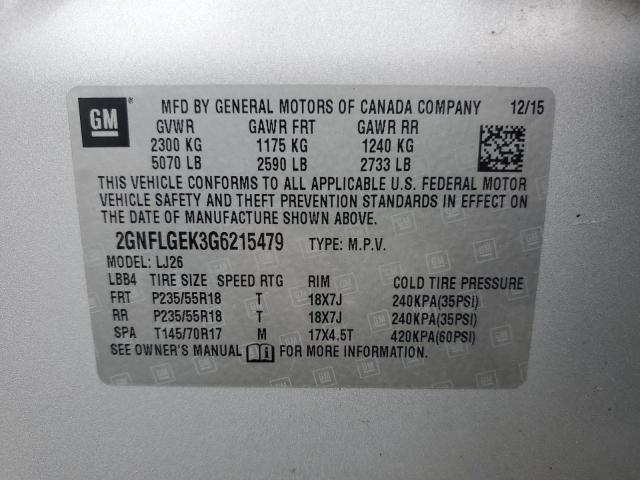 GM ® MFD BY GENERAL MOTORS OF CANADA COMPANY 12/15
GVWR GAWR FRT GAWR RR
2300 KG 1175 KG 1240 KG
5070 LB 2590 LB 2733 LB
THIS VEHICLE CONFORMS TO ALL APPLICABLE U.S. FEDERAL MOTOR
VEHICLE SAFETY AND THEFT PREVENTION STANDARDS IN EFFECT ON
THE DATE OF MANUFACTURE SHOWN ABOVE.
2GNFLGEK3G6215479 TYPE: M.P.V.
MODEL: LJ26
LBB4 TIRE SIZE SPEED RTG RIM COLD TIRE PRESSURE
FRT P235/55R18 T 18X7J 240KPA(35PSI)
RR P235/55R18 T 18X7J 240KPA(35PSI)
SPA T145/70R17 M 17X4.5T 420KPA(60PSI)
SEE OWNER'S MANUAL FOR MORE INFORMATION.